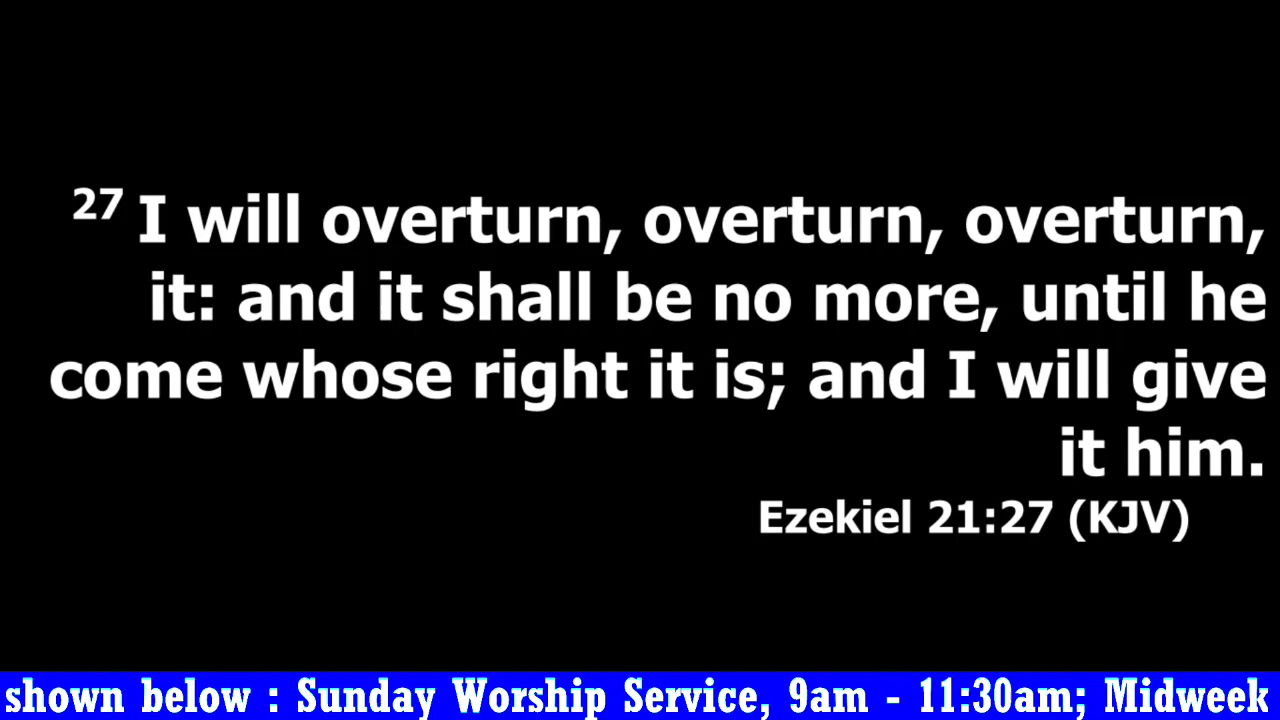 27 I will overturn, overturn, overturn,
it: and it shall be no more, until he
come whose right it is; and I will give
it him.
Ezekiel 21:27 (KJV)
shown below : Sunday Worship Service, 9am - 11:30am; Midweek